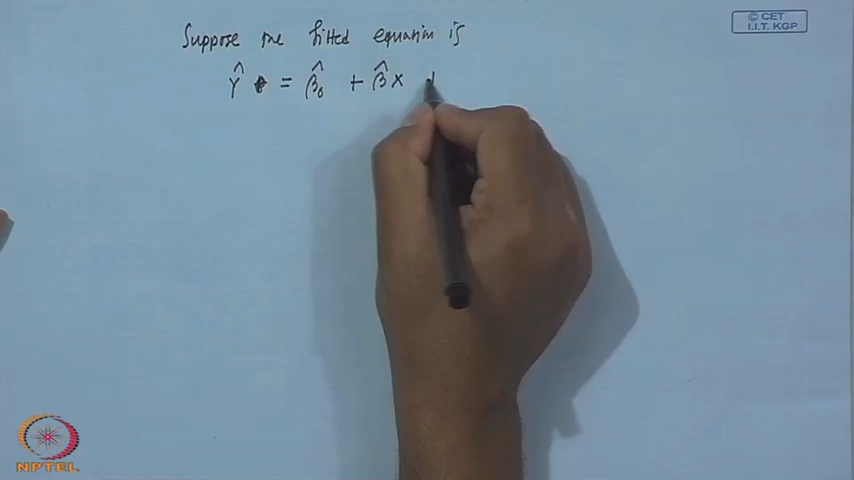 Suppose the fitted equation is
Ŷ = β̂₀ + β̂ X
© CET
I.I.T. KGP
NPTEL